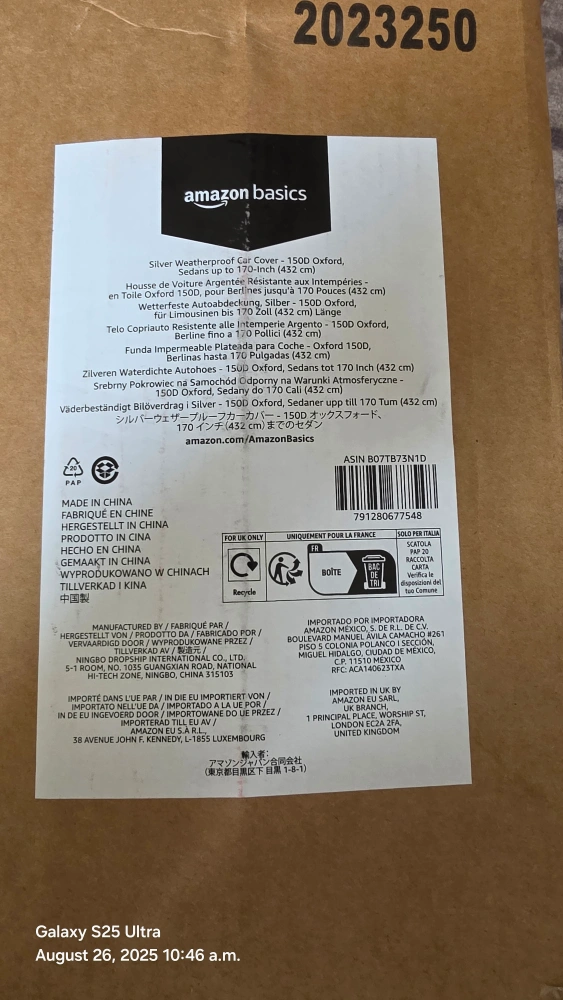 2023250
amazon basics
Silver Weatherproof Car Cover - 150D Oxford,
Sedans up to 170-Inch (432 cm)
Housse de Voiture Argentée Résistante aux Intempéries -
en Toile Oxford 150D, pour Berlines jusqu'à 170 Pouces (432 cm)
Wetterfeste Autoabdeckung, Silber - 150D Oxford,
für Limousinen bis 170 Zoll (432 cm) Länge
Telo Copriauto Resistente alle Intemperie Argento - 150D Oxford,
Berline fino a 170 Pollici (432 cm)
Funda Impermeable Plateada para Coche - Oxford 150D,
Berlinas hasta 170 Pulgadas (432 cm)
Zilveren Waterdichte Autohoes - 150D Oxford, Sedans tot 170 Inch (432 cm)
Srebrny Pokrowiec na Samochód Odporny na Warunki Atmosferyczne -
150D Oxford, Sedany do 170 Cali (432 cm)
Väderbeständigt Bilöverdrag i Silver - 150D Oxford, Sedaner upp till 170 Tum (432 cm)
シルバーウェザープルーフカーカバー - 150D オックスフォード、
170 インチ(432 cm)までのセダン
amazon.com/AmazonBasics
20
PAP
ASIN B07TB73N1D
791280677548
MADE IN CHINA
FABRIQUÉ EN CHINE
HERGESTELLT IN CHINA
PRODOTTO IN CINA
HECHO EN CHINA
GEMAAKT IN CHINA
WYPRODUKOWANO W CHINACH
TILLVERKAD I KINA
中国製
FOR UK ONLY
Recycle
UNIQUEMENT POUR LA FRANCE
FR
BOÎTE
BAC
DE
TRI
SOLO PER ITALIA
SCATOLA
PAP 20
RACCOLTA
CARTA
Verifica le
disposizioni del
tuo Comune
MANUFACTURED BY / FABRIQUÉ PAR /
HERGESTELLT VON / PRODOTTO DA / FABRICADO POR /
VERVAARDIGD DOOR / WYPRODUKOWANE PRZEZ /
TILLVERKAD AV / 製造元 /
NINGBO DROPSHIP INTERNATIONAL CO., LTD.
5-1 ROOM, NO. 1035 GUANGXIAN ROAD, NATIONAL
HI-TECH ZONE, NINGBO, CHINA 315103
IMPORTADO POR IMPORTADORA
AMAZON MÉXICO, S. DE R.L. DE C.V.
BOULEVARD MANUEL ÁVILA CAMACHO #261
PISO 5 COLONIA POLANCO I SECCIÓN,
MIGUEL HIDALGO, CIUDAD DE MÉXICO,
C.P. 11510 MÉXICO
RFC: ACA140623TXA
IMPORTÉ DANS L'UE PAR / IN DIE EU IMPORTIERT VON /
IMPORTATO NELL'UE DA / IMPORTADO A LA UE POR /
IN DE EU INGEVOERD DOOR / IMPORTOWANE DO UE PRZEZ /
IMPORTERAD TILL EU AV /
AMAZON EU S.À R.L.,
38 AVENUE JOHN F. KENNEDY, L-1855 LUXEMBOURG
IMPORTED IN UK BY
AMAZON EU SARL,
UK BRANCH,
1 PRINCIPAL PLACE, WORSHIP ST,
LONDON EC2A 2FA,
UNITED KINGDOM
輸入者:
アマゾンジャパン合同会社
(東京都目黒区下目黒 1-8-1)
Galaxy S25 Ultra
August 26, 2025 10:46 a.m.